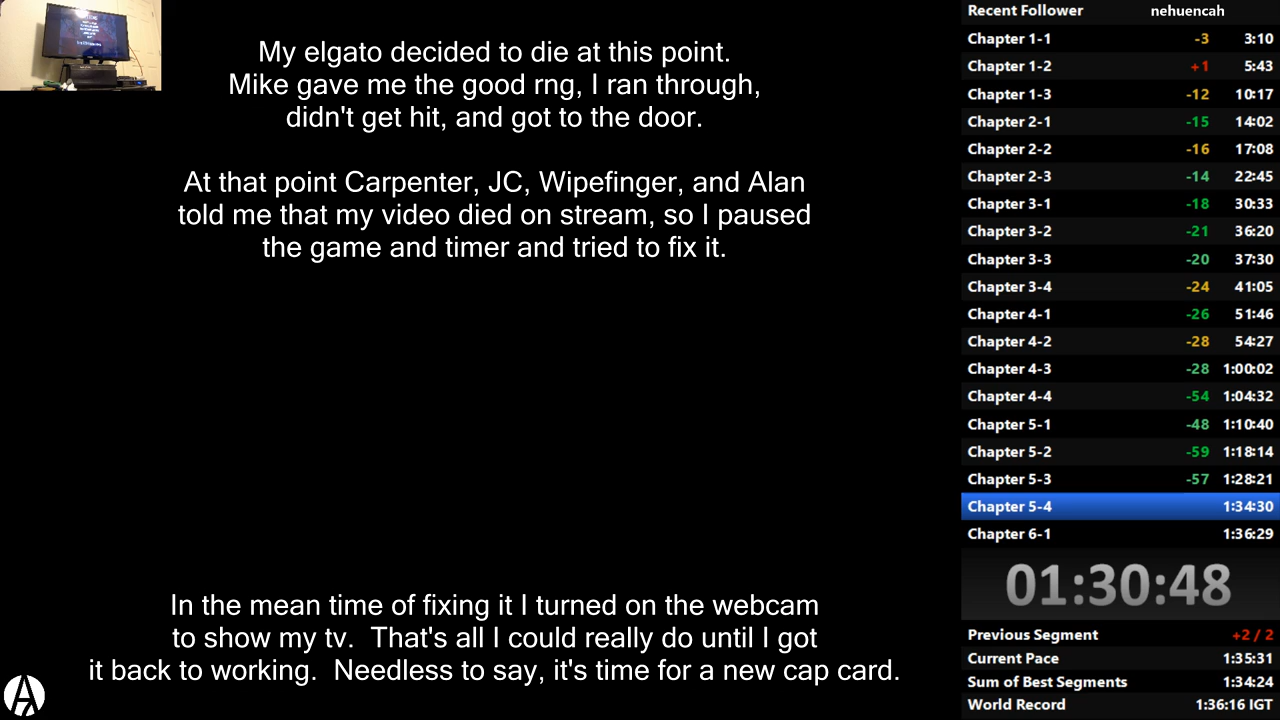 My elgato decided to die at this point.
Mike gave me the good rng, I ran through,
didn't get hit, and got to the door.
At that point Carpenter, JC, Wipefinger, and Alan
told me that my video died on stream, so I paused
the game and timer and tried to fix it.
In the mean time of fixing it I turned on the webcam
to show my tv.  That's all I could really do until I got
it back to working.  Needless to say, it's time for a new cap card.
Recent Follower nehuencah
Chapter 1-1 -3 3:10
Chapter 1-2 +1 5:43
Chapter 1-3 -12 10:17
Chapter 2-1 -15 14:02
Chapter 2-2 -16 17:08
Chapter 2-3 -14 22:45
Chapter 3-1 -18 30:33
Chapter 3-2 -21 36:20
Chapter 3-3 -20 37:30
Chapter 3-4 -24 41:05
Chapter 4-1 -26 51:46
Chapter 4-2 -28 54:27
Chapter 4-3 -28 1:00:02
Chapter 4-4 -54 1:04:32
Chapter 5-1 -48 1:10:40
Chapter 5-2 -59 1:18:14
Chapter 5-3 -57 1:28:21
Chapter 5-4 1:34:30
Chapter 6-1 1:36:29
01:30:48
Previous Segment +2 / 2
Current Pace 1:35:31
Sum of Best Segments 1:34:24
World Record 1:36:16 IGT